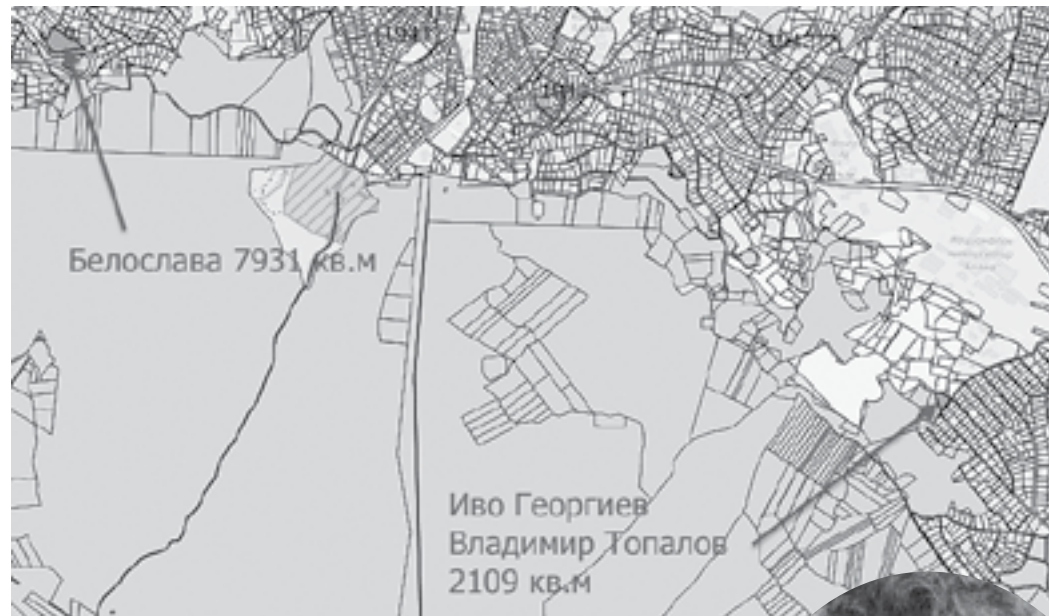 Белослава 7931 кв.м
Иво Георгиев
Владимир Топалов
2109 кв.м